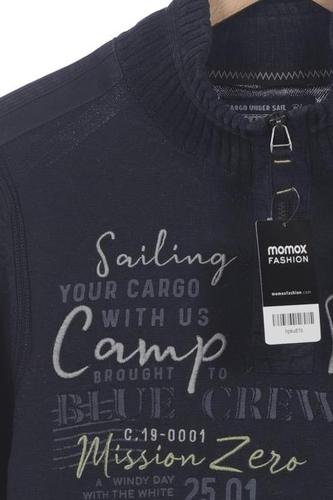 CARGO UNDER SAIL
momox
FASHION
momoxfashion.com
Sailing
YOUR CARGO
WITH US
Camp
BROUGHT TO
BLUE CREW
C.19-0001
Mission Zero
A WINDY DAY
WITH THE WHITE
25.01